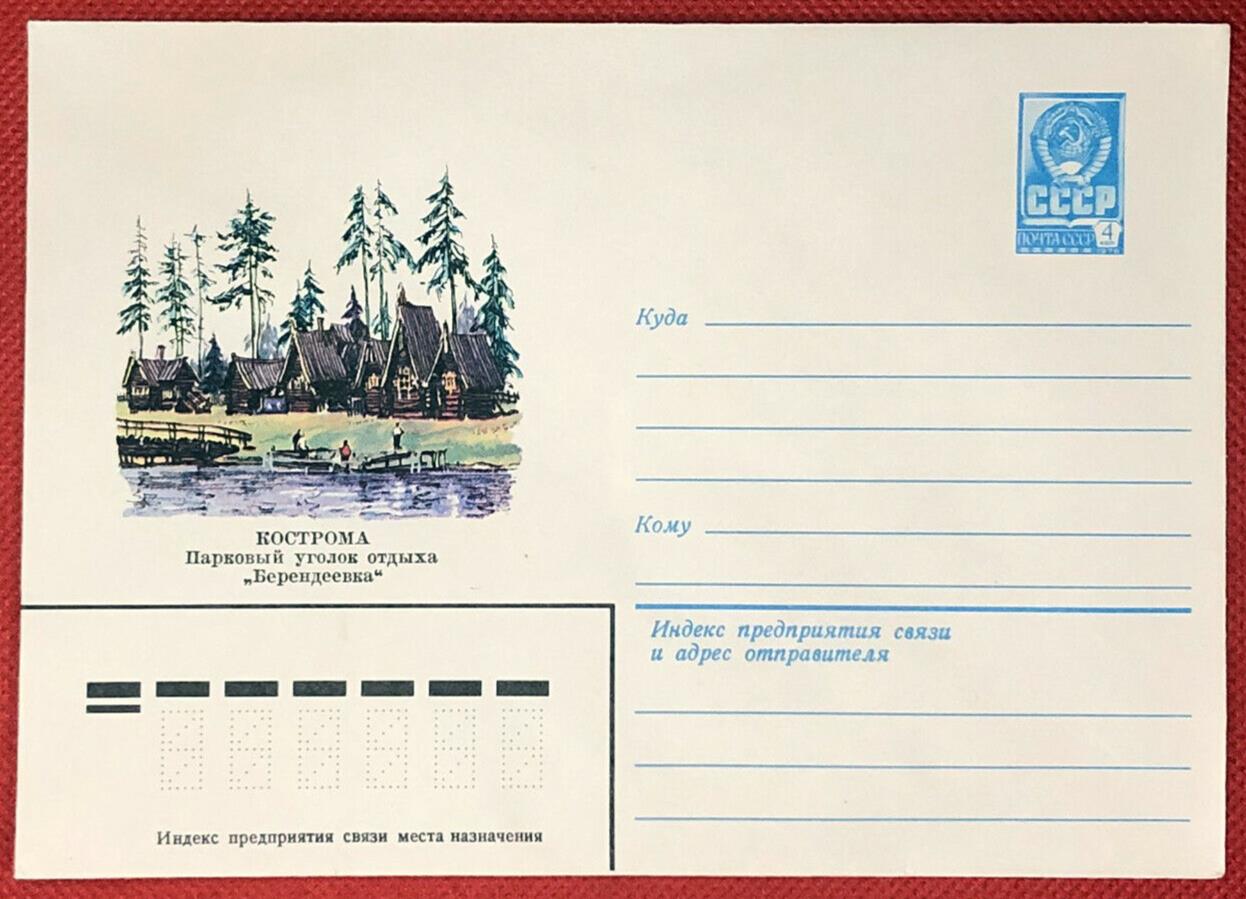 СССР
ПОЧТА СССР 4
коп
1978
КОСТРОМА
Парковый уголок отдыха
„Берендеевка“
Куда
Кому
Индекс предприятия связи
и адрес отправителя
Индекс предприятия связи места назначения